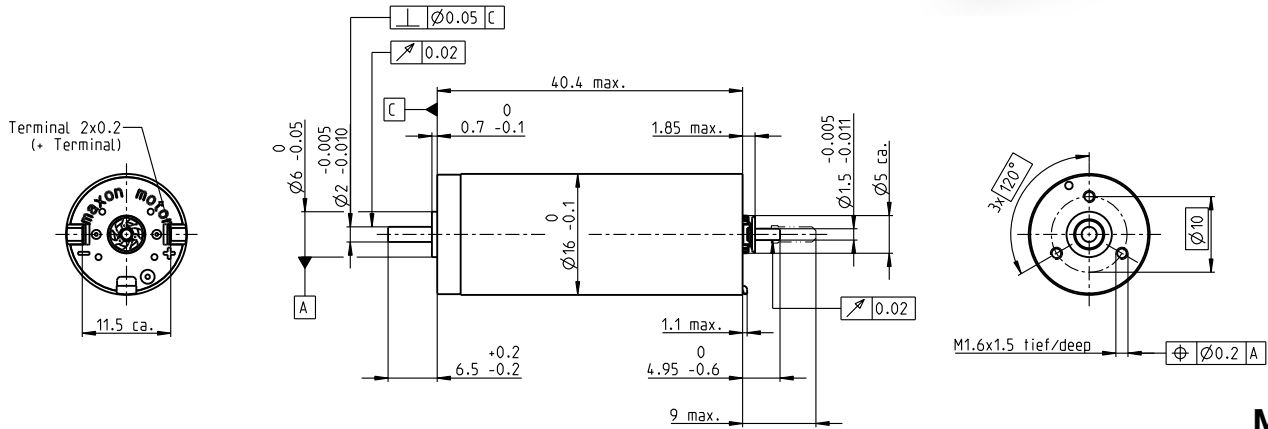 ⊥ Ø0.05 C
↗ 0.02
40.4 max.
C
0
0.7 -0.1
1.85 max.
Terminal 2x0.2
(+ Terminal)
0
Ø6 -0.05
-0.005
Ø2 -0.010
-0.005
Ø1.5 -0.011
Ø5 ca.
maxon motor
- +
0
Ø16 -0.1
3x 120°
Ø10
A
11.5 ca.
↗ 0.02
1.1 max.
+0.2
6.5 -0.2
0
4.95 -0.6
M1.6x1.5 tief/deep
⌖ Ø0.2 A
9 max.
M